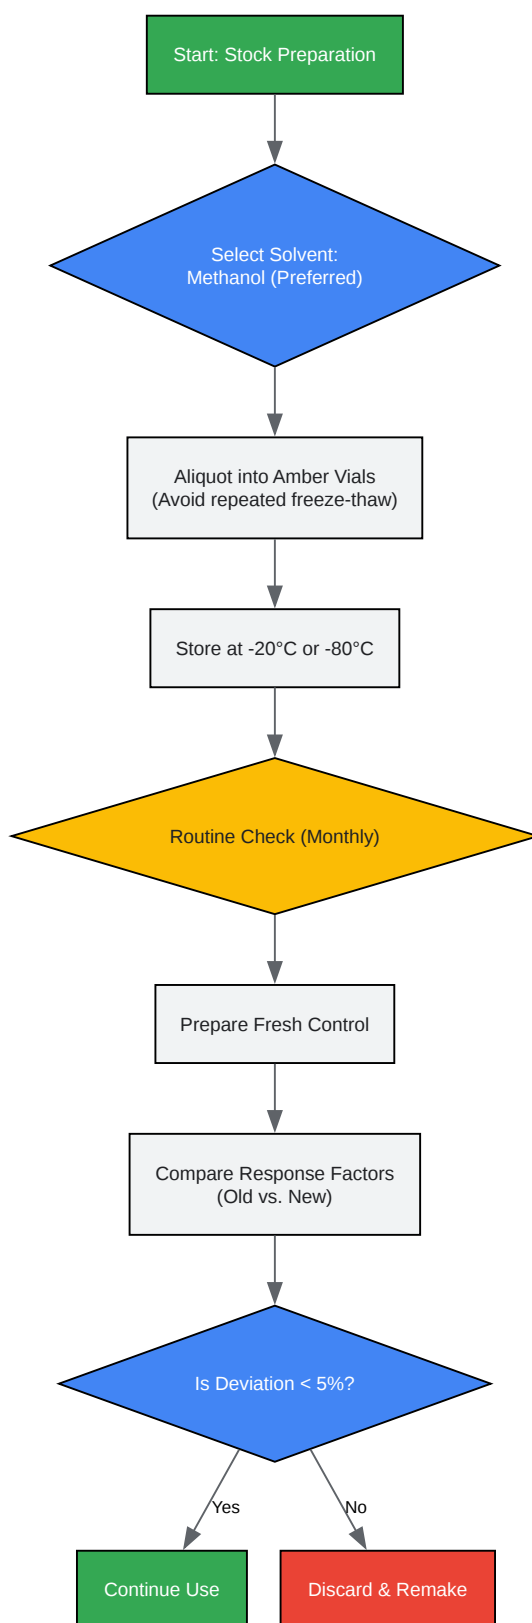 Start: Stock Preparation
Select Solvent:
Methanol (Preferred)
Aliquot into Amber Vials
(Avoid repeated freeze-thaw)
Store at -20°C or -80°C
Routine Check (Monthly)
Prepare Fresh Control
Compare Response Factors
(Old vs. New)
Is Deviation < 5%?
Yes
No
Continue Use
Discard & Remake